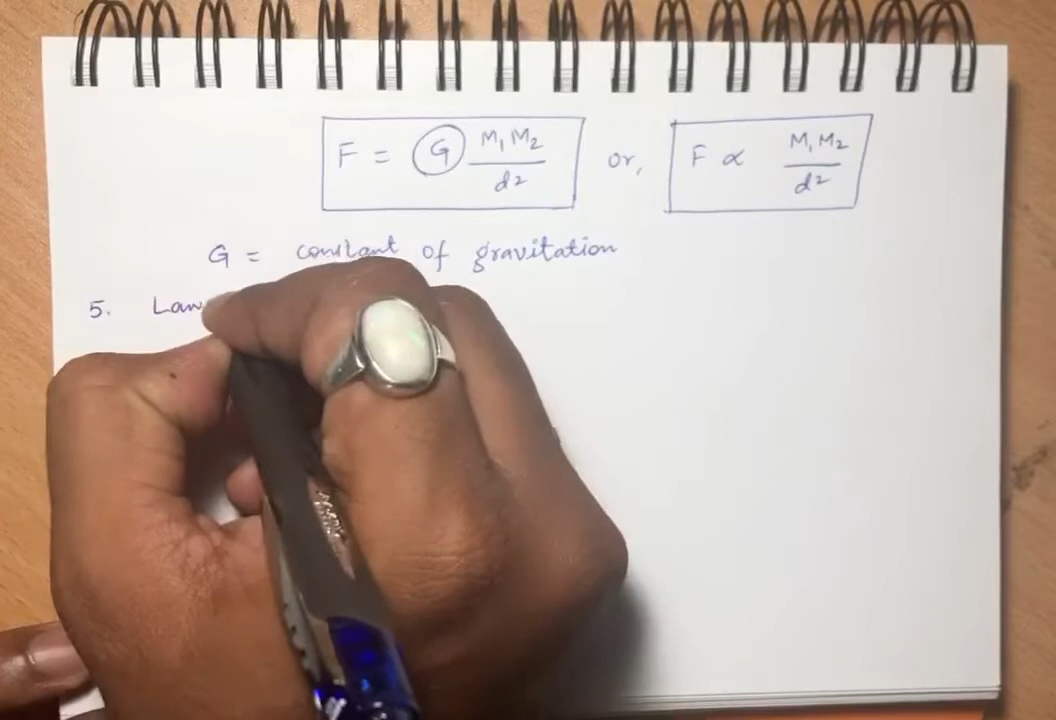 F = G M₁M₂/d² or, F ∝ M₁M₂/d²
G = constant of gravitation
5. Law